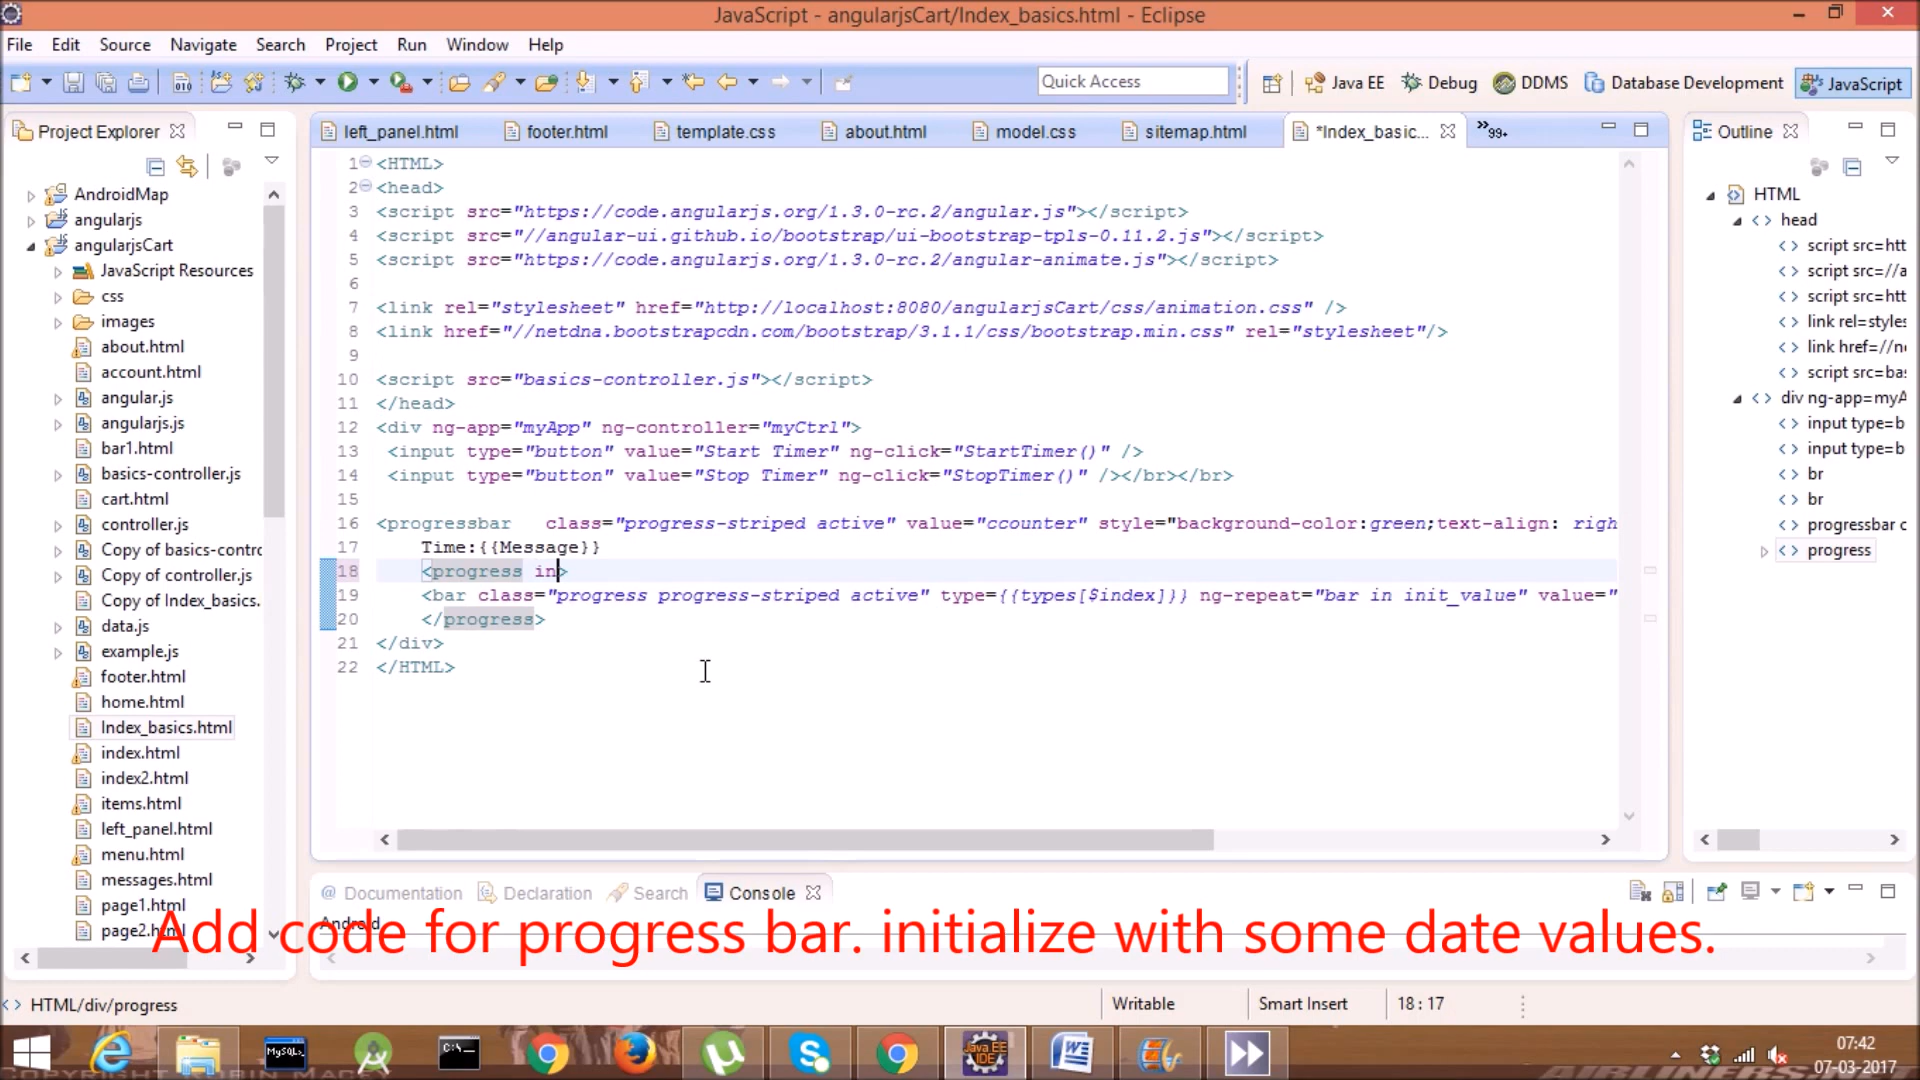 JavaScript - angularjsCart/Index_basics.html - Eclipse
File Edit Source Navigate Search Project Run Window Help
Quick Access
Java EE
Debug
DDMS
Database Development
JavaScript
Project Explorer
AndroidMap
angularjs
angularjsCart
JavaScript Resources
css
images
about.html
account.html
angular.js
angularjs.js
bar1.html
basics-controller.js
cart.html
controller.js
Copy of basics-contrc
Copy of controller.js
Copy of Index_basics.
data.js
example.js
footer.html
home.html
Index_basics.html
index.html
index2.html
items.html
left_panel.html
menu.html
messages.html
page1.html
page2.html
left_panel.html footer.html template.css about.html model.css sitemap.html *Index_basic... »99+
1 <HTML>
2 <head>
3 <script src="https://code.angularjs.org/1.3.0-rc.2/angular.js"></script>
4 <script src="//angular-ui.github.io/bootstrap/ui-bootstrap-tpls-0.11.2.js"></script>
5 <script src="https://code.angularjs.org/1.3.0-rc.2/angular-animate.js"></script>
6
7 <link rel="stylesheet" href="http://localhost:8080/angularjsCart/css/animation.css" />
8 <link href="//netdna.bootstrapcdn.com/bootstrap/3.1.1/css/bootstrap.min.css" rel="stylesheet"/>
9
10 <script src="basics-controller.js"></script>
11 </head>
12 <div ng-app="myApp" ng-controller="myCtrl">
13 <input type="button" value="Start Timer" ng-click="StartTimer()" />
14 <input type="button" value="Stop Timer" ng-click="StopTimer()" /></br></br>
15
16 <progressbar class="progress-striped active" value="ccounter" style="background-color:green;text-align: righ
17 Time:{{Message}}
18 <progress in>
19 <bar class="progress progress-striped active" type={{types[$index]}} ng-repeat="bar in init_value" value="
20 </progress>
21 </div>
22 </HTML>
Outline
HTML
head
script src=htt
script src=//a
script src=htt
link rel=styles
link href=//ne
script src=bas
div ng-app=myA
input type=b
input type=b
br
br
progressbar c
progress
@ Documentation Declaration Search Console
Android
Add code for progress bar. initialize with some date values.
HTML/div/progress
Writable
Smart Insert
18 : 17
MySQL
C:\_
Java EE
IDE
07:42
07-03-2017